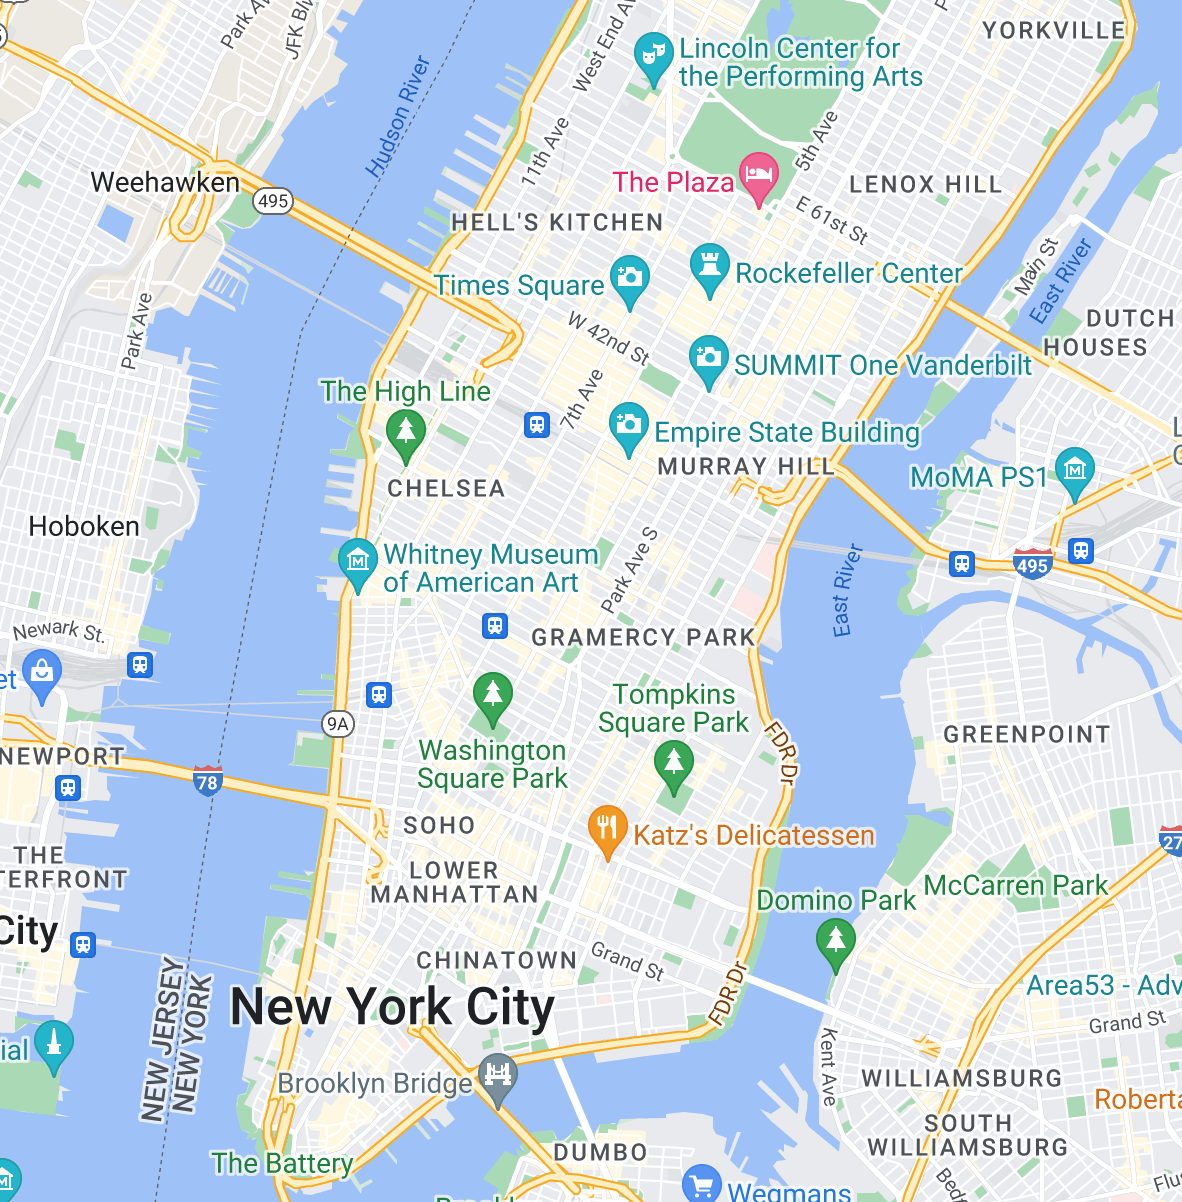 YORKVILLE
Park Av
JFK Blv
West End Av
Lincoln Center for
the Performing Arts
Hudson River
11th Ave
5th Ave
Weehawken
495
The Plaza
LENOX HILL
HELL'S KITCHEN
E 61st St
Main St
East River
Times Square
Rockefeller Center
Park Ave
W 42nd St
DUTCH
HOUSES
SUMMIT One Vanderbilt
The High Line
7th Ave
Empire State Building
MURRAY HILL
MoMA PS1
CHELSEA
Hoboken
Whitney Museum
of American Art
Park Ave S
East River
495
Newark St.
GRAMERCY PARK
et
Tompkins
Square Park
9A
FDR Dr
GREENPOINT
NEWPORT
Washington
Square Park
78
SOHO
Katz's Delicatessen
27
THE
TERFRONT
LOWER
MANHATTAN
McCarren Park
Domino Park
City
CHINATOWN
Grand St
FDR Dr
NEW JERSEY
NEW YORK
New York City
Area53 - Adv
Grand St
Kent Ave
ial
Brooklyn Bridge
WILLIAMSBURG
Roberta
SOUTH
WILLIAMSBURG
The Battery
DUMBO
Bedf
Flu
Wegmans